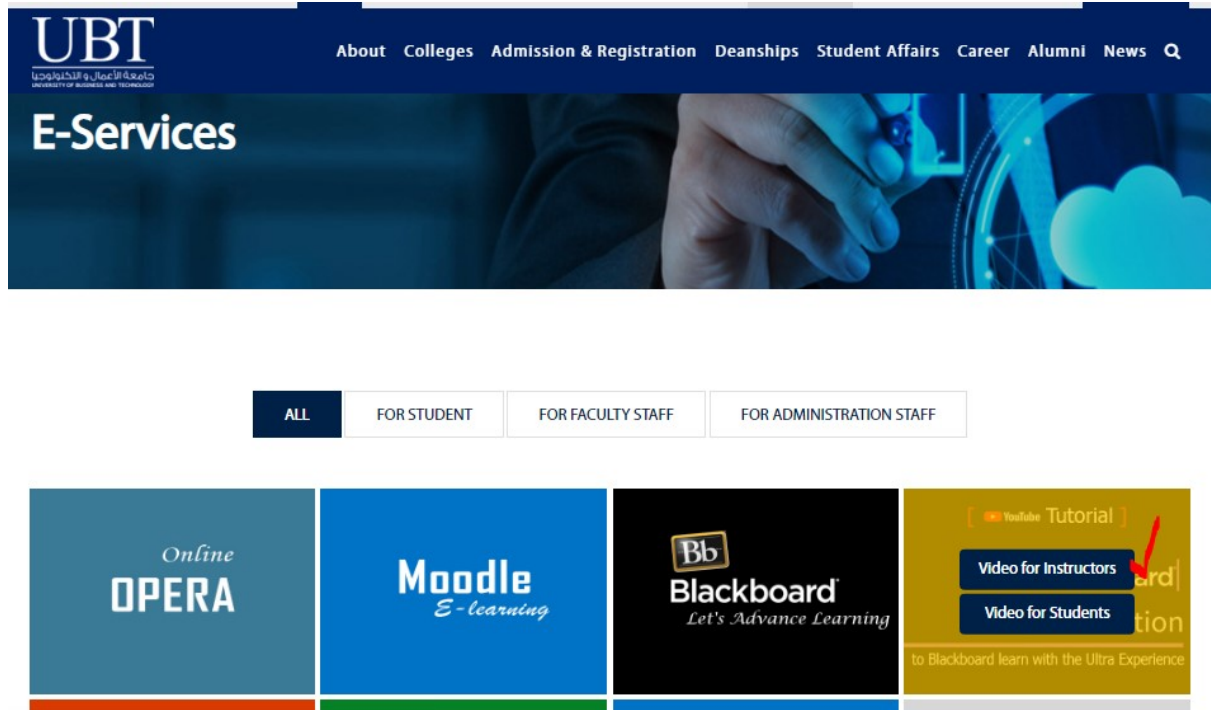 UBT
جامعة الأعمال و التكنولوجيا
UNIVERSITY OF BUSINESS AND TECHNOLOGY
About Colleges Admission & Registration Deanships Student Affairs Career Alumni News
E-Services
ALL FOR STUDENT FOR FACULTY STAFF FOR ADMINISTRATION STAFF
Online
OPERA
Moodle
E-learning
Bb
Blackboard
Let's Advance Learning
[ YouTube Tutorial ]
Video for Instructors
ard
Video for Students
tion
to Blackboard learn with the Ultra Experience